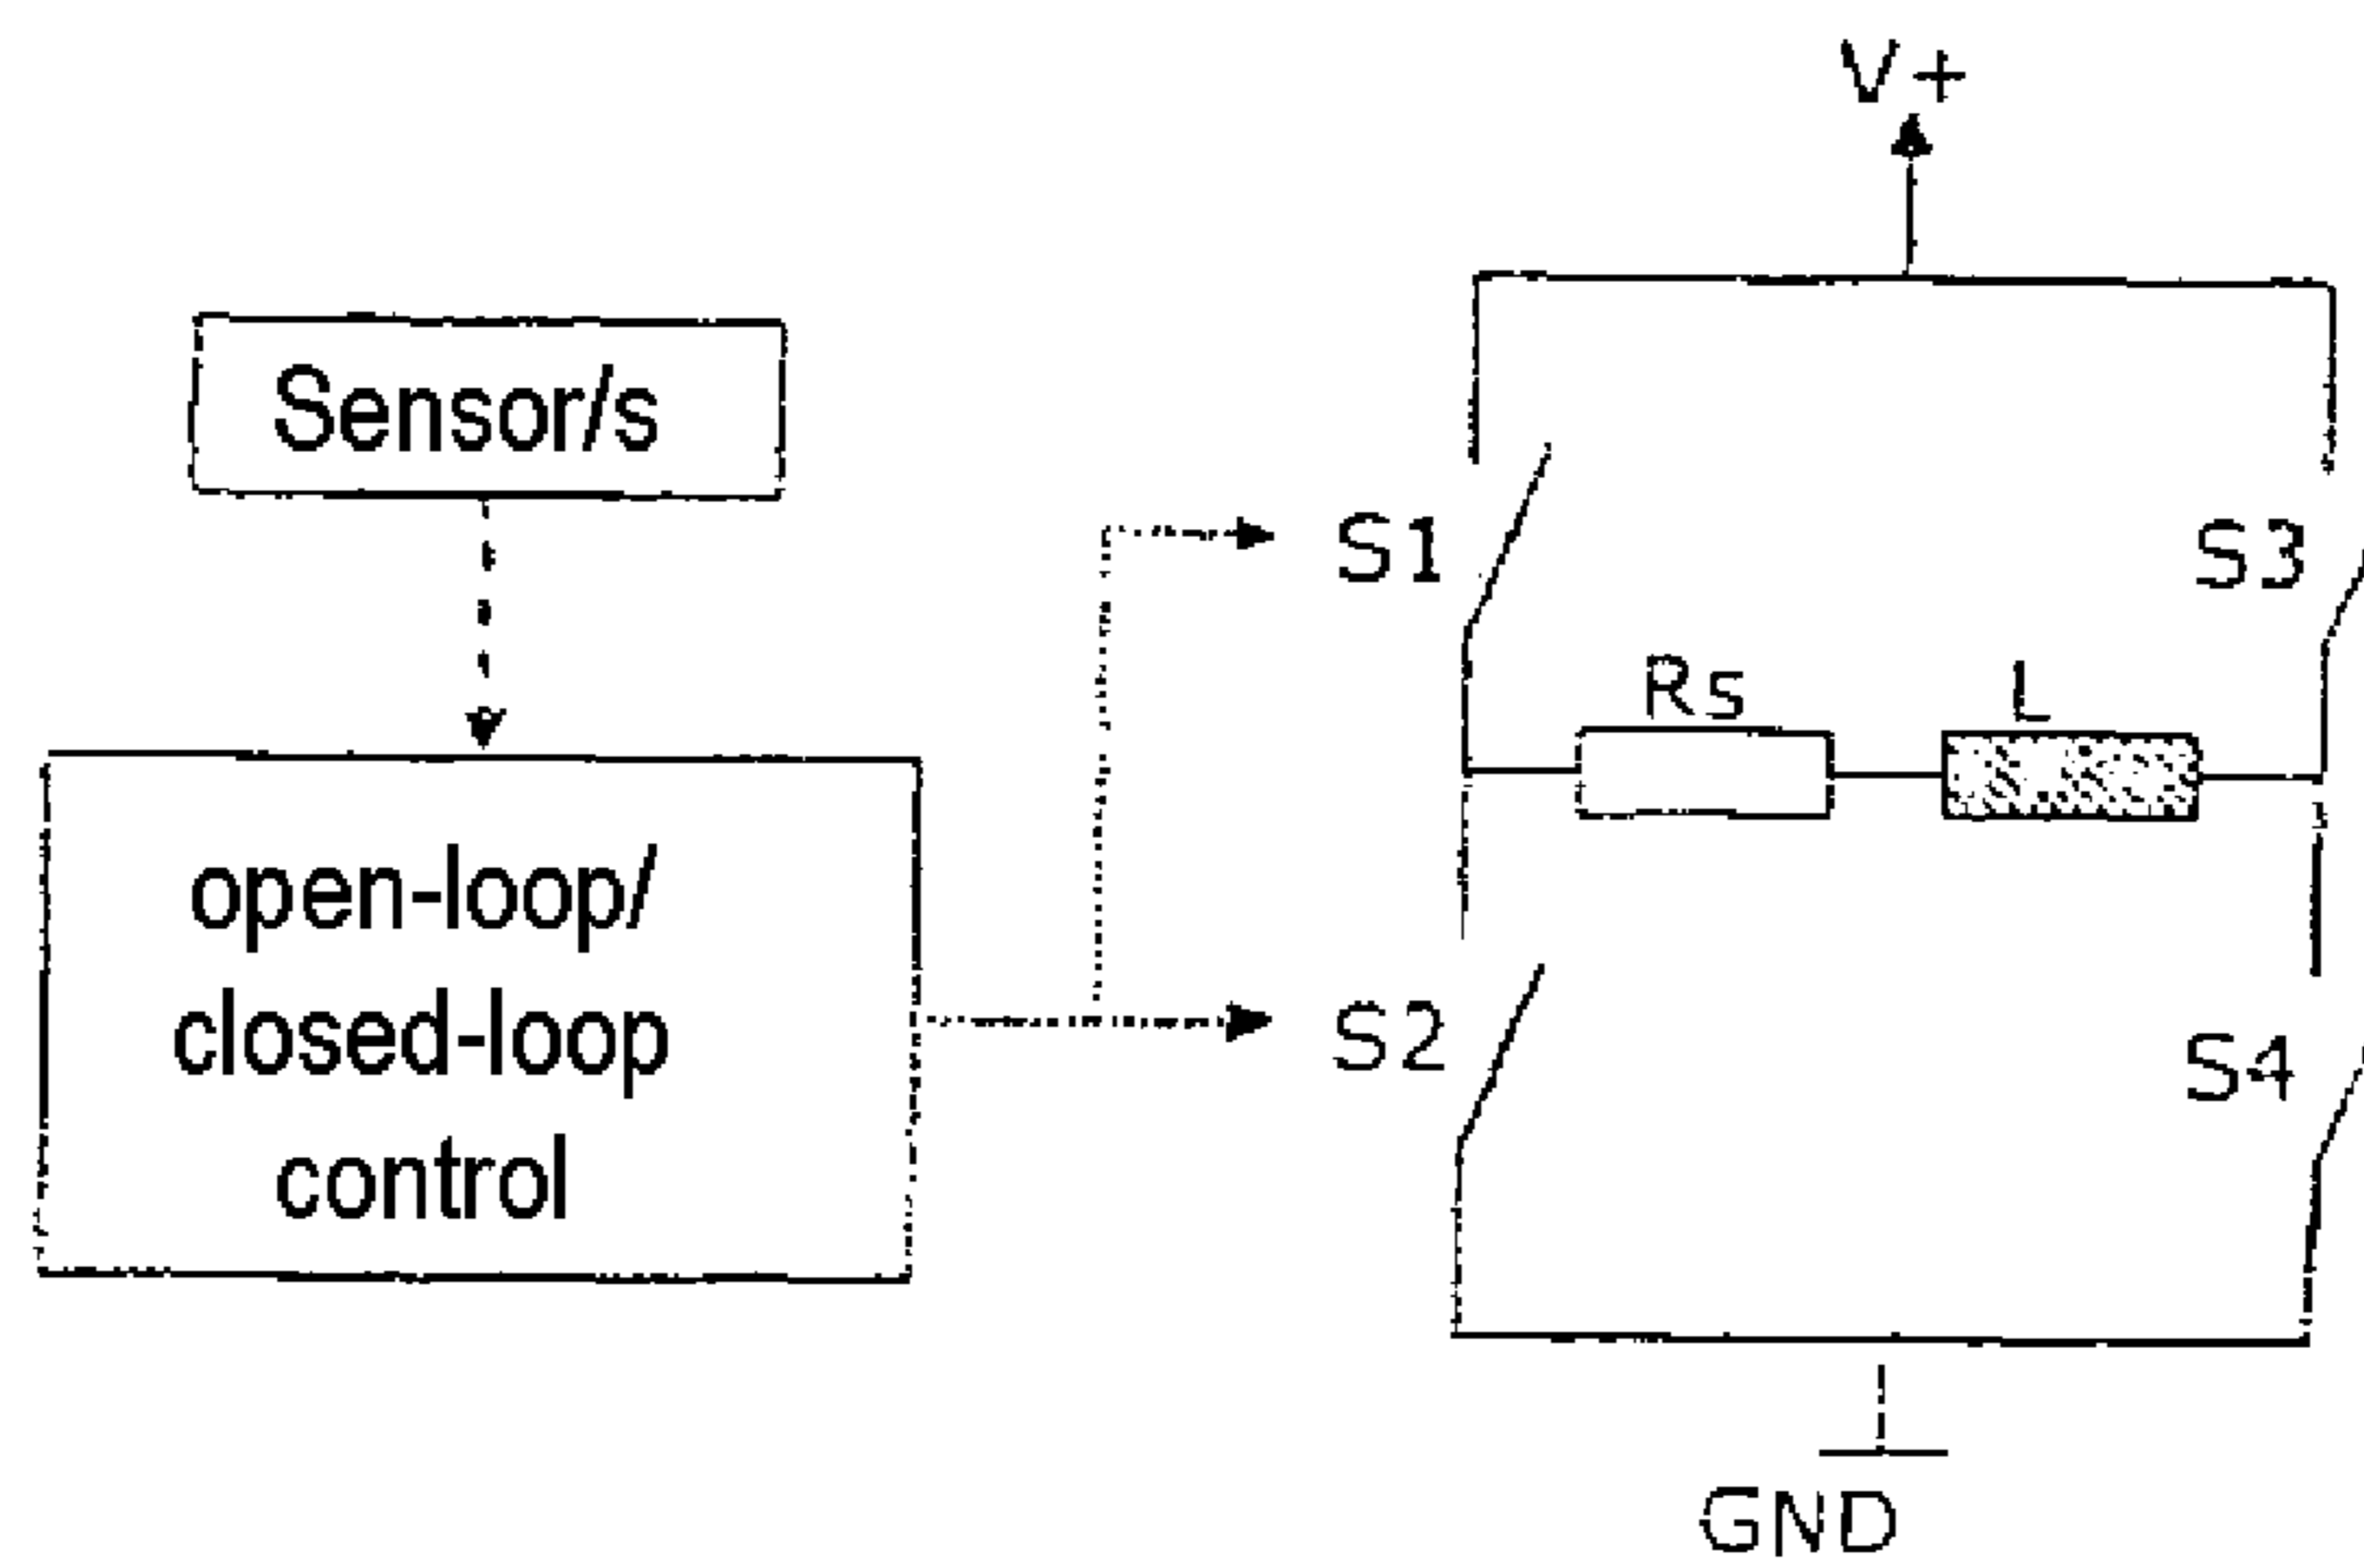 V+
Sensor/s
S1
S3
Rs
L
open-loop/
closed-loop
control
S2
S4
GND